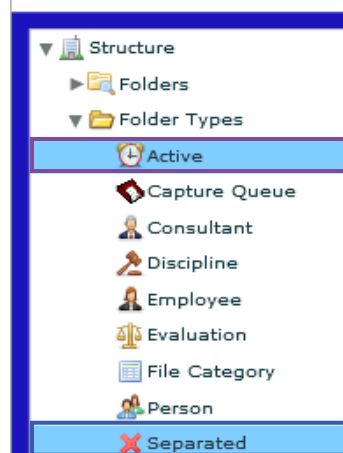 Structure
Folders
Folder Types
Active
Capture Queue
Consultant
Discipline
Employee
Evaluation
File Category
Person
Separated